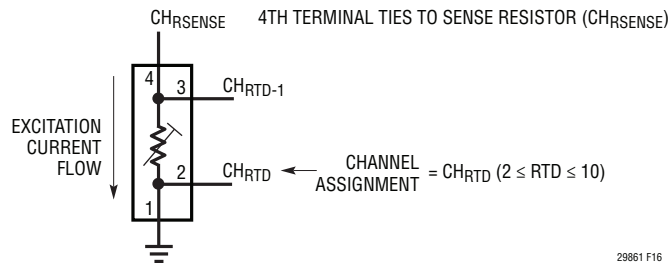 CHRSENSE 4TH TERMINAL TIES TO SENSE RESISTOR (CHRSENSE)
4
3
CHRTD-1
EXCITATION
CURRENT
FLOW
2
CHRTD
CHANNEL
ASSIGNMENT
= CHRTD (2 ≤ RTD ≤ 10)
1
29861 F16